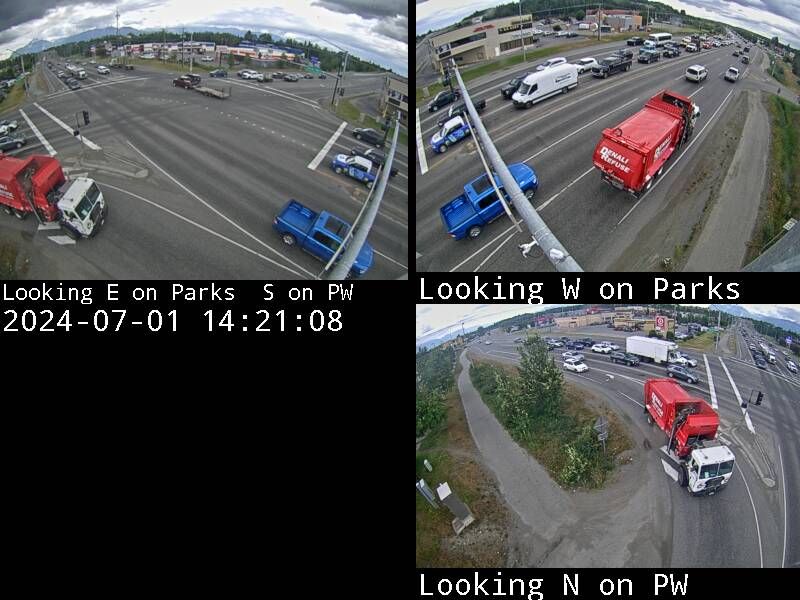 Looking E on Parks  S on PW
2024-07-01 14:21:08
DENALI
REFUSE
Looking W on Parks
Looking N on PW